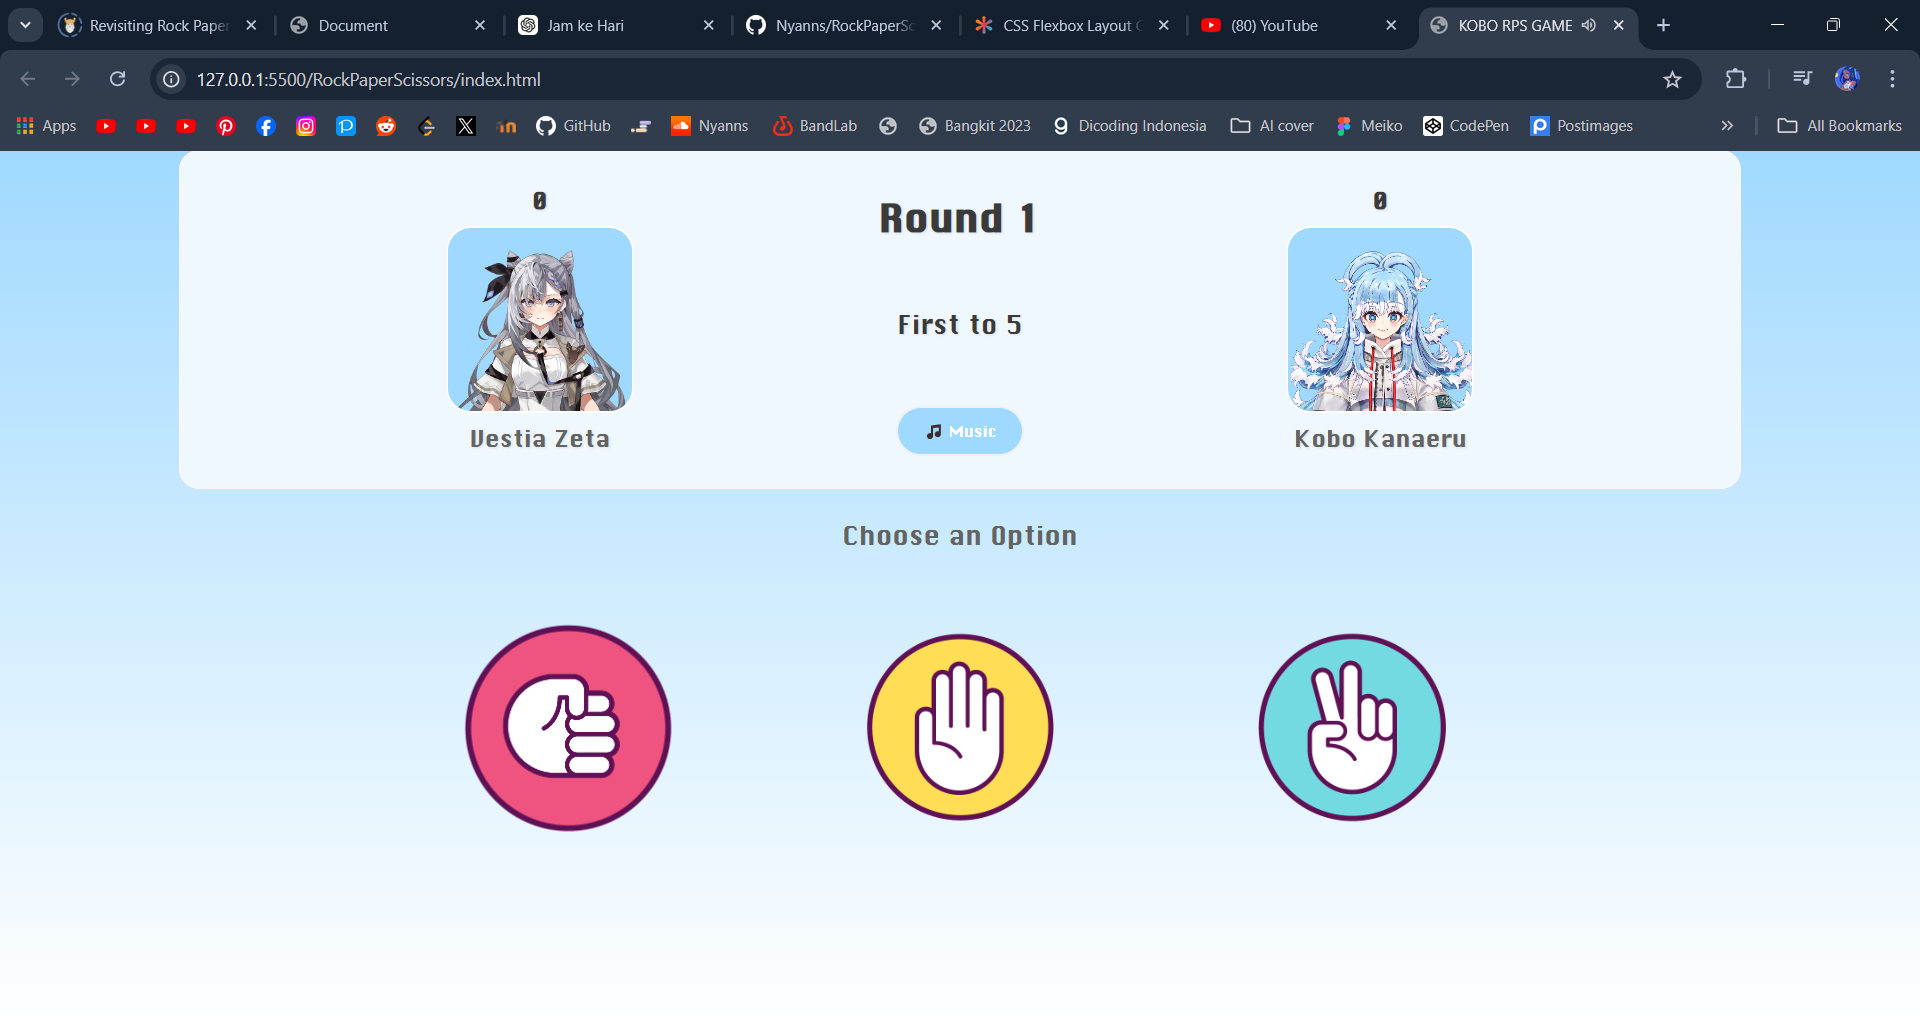 Revisiting Rock Paper
Document
Jam ke Hari
Nyanns/RockPaperSc
CSS Flexbox Layout G
(80) YouTube
KOBO RPS GAME
127.0.0.1:5500/RockPaperScissors/index.html
Apps
GitHub
Nyanns
BandLab
Bangkit 2023
Dicoding Indonesia
AI cover
Meiko
CodePen
Postimages
All Bookmarks
0
Round 1
0
First to 5
Music
Vestia Zeta
Kobo Kanaeru
Choose an Option